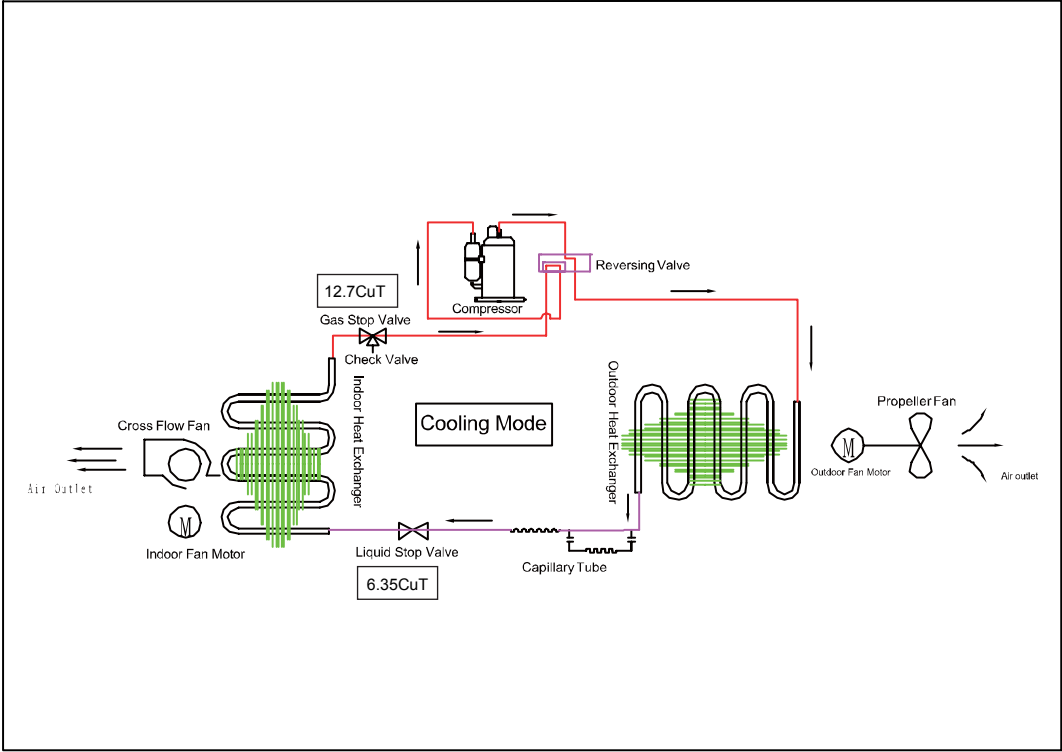 Reversing Valve
12.7CuT
Compressor
Gas Stop Valve
Check Valve
Indoor Heat Exchanger
Outdoor Heat Exchanger
Cooling Mode
Propeller Fan
Cross Flow Fan
M
Outdoor Fan Motor
Air outlet
Air Outlet
M
Indoor Fan Motor
Liquid Stop Valve
Capillary Tube
6.35CuT